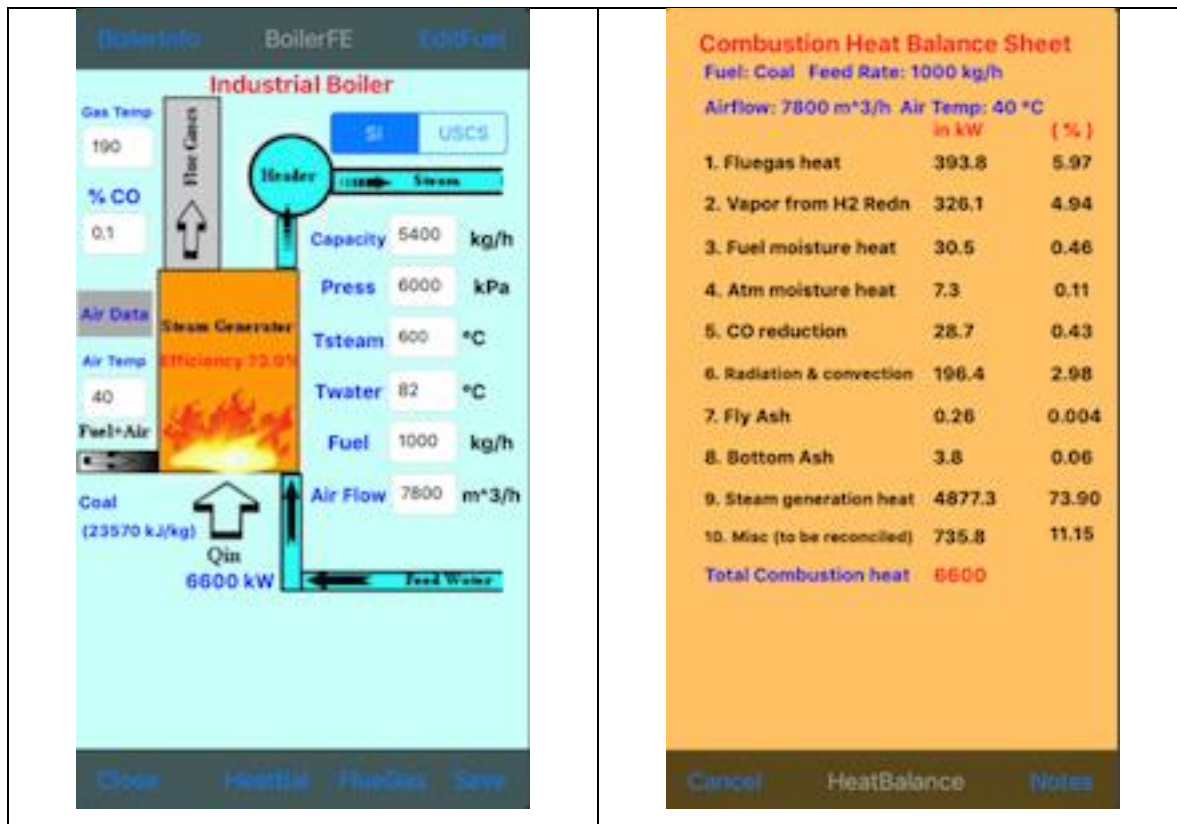 BoilerInfo BoilerFE EditFuel
Industrial Boiler
Gas Temp
190
% CO
0.1
Flue Gases
SI USCS
Header
Steam
Capacity 5400 kg/h
Press 6000 kPa
Air Data
Steam Generator
Tsteam 600 °C
Efficiency 73.9%
Air Temp
40
Twater 82 °C
Fuel+Air
Fuel 1000 kg/h
Air Flow 7800 m^3/h
Coal
(23570 kJ/kg)
Qin
6600 kW
Feed Water
Close HeatBal FlueGas Save
Combustion Heat Balance Sheet
Fuel: Coal Feed Rate: 1000 kg/h
Airflow: 7800 m^3/h Air Temp: 40 °C
in kW ( % )
1. Fluegas heat 393.8 5.97
2. Vapor from H2 Redn 326.1 4.94
3. Fuel moisture heat 30.5 0.46
4. Atm moisture heat 7.3 0.11
5. CO reduction 28.7 0.43
6. Radiation & convection 196.4 2.98
7. Fly Ash 0.26 0.004
8. Bottom Ash 3.8 0.06
9. Steam generation heat 4877.3 73.90
10. Misc (to be reconciled) 735.8 11.15
Total Combustion heat 6600
Cancel HeatBalance Notes